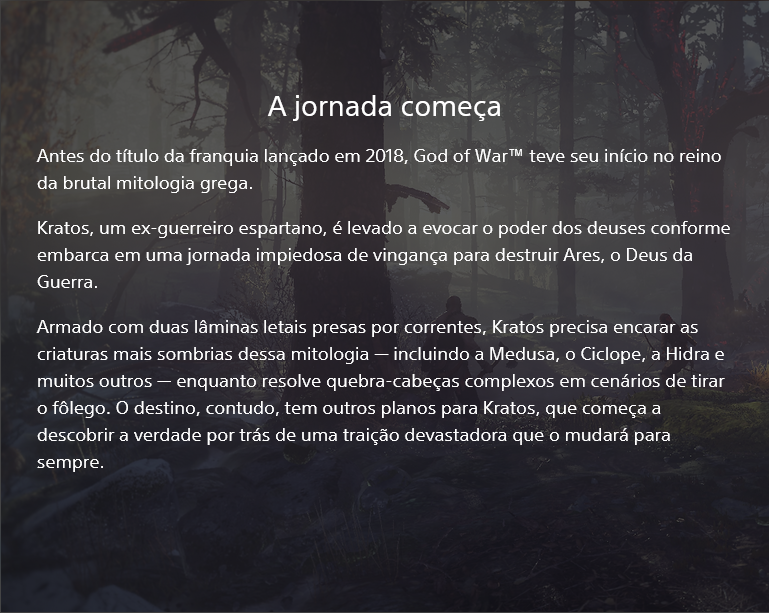 A jornada começa
Antes do título da franquia lançado em 2018, God of War™ teve seu início no reino
da brutal mitologia grega.
Kratos, um ex-guerreiro espartano, é levado a evocar o poder dos deuses conforme
embarca em uma jornada impiedosa de vingança para destruir Ares, o Deus da
Guerra.
Armado com duas lâminas letais presas por correntes, Kratos precisa encarar as
criaturas mais sombrias dessa mitologia — incluindo a Medusa, o Ciclope, a Hidra e
muitos outros — enquanto resolve quebra-cabeças complexos em cenários de tirar
o fôlego. O destino, contudo, tem outros planos para Kratos, que começa a
descobrir a verdade por trás de uma traição devastadora que o mudará para
sempre.